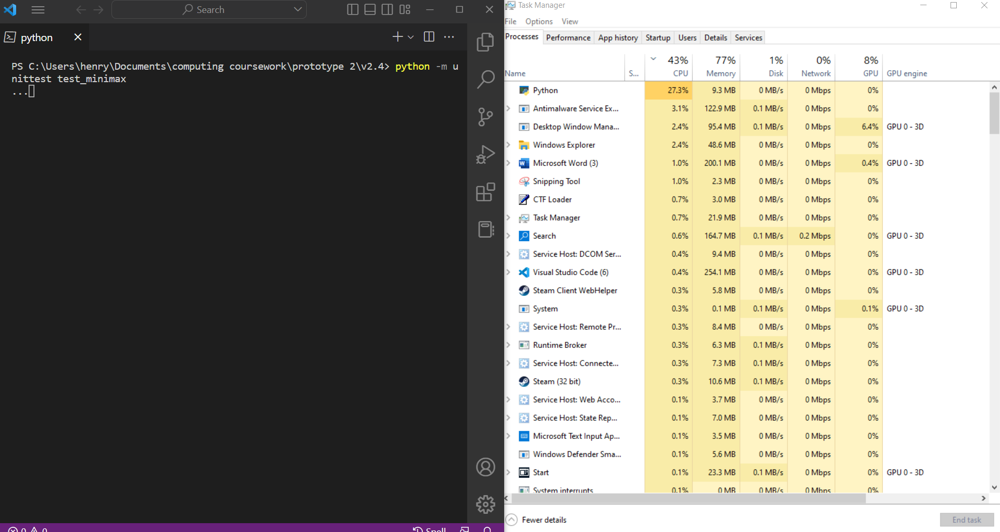 Search
python
PS C:\Users\henry\Documents\computing coursework\prototype 2\v2.4> python -m u
nittest test_minimax
...
0 0
Spell
Task Manager
File Options View
Processes Performance App history Startup Users Details Services
43% 77% 1% 0% 8%
Name S... CPU Memory Disk Network GPU GPU engine
Python 27.3% 9.3 MB 0 MB/s 0 Mbps 0%
Antimalware Service Ex... 3.1% 122.9 MB 0.1 MB/s 0 Mbps 0%
Desktop Window Mana... 2.4% 95.4 MB 0.1 MB/s 0 Mbps 6.4% GPU 0 - 3D
Windows Explorer 2.4% 48.6 MB 0 MB/s 0 Mbps 0%
Microsoft Word (3) 1.0% 200.1 MB 0 MB/s 0 Mbps 0.4% GPU 0 - 3D
Snipping Tool 1.0% 2.3 MB 0 MB/s 0 Mbps 0%
CTF Loader 0.7% 3.0 MB 0 MB/s 0 Mbps 0%
Task Manager 0.7% 21.9 MB 0 MB/s 0 Mbps 0%
Search 0.6% 164.7 MB 0.1 MB/s 0.2 Mbps 0% GPU 0 - 3D
Service Host: DCOM Ser... 0.4% 9.4 MB 0 MB/s 0 Mbps 0%
Visual Studio Code (6) 0.4% 254.1 MB 0 MB/s 0 Mbps 0% GPU 0 - 3D
Steam Client WebHelper 0.3% 5.8 MB 0 MB/s 0 Mbps 0%
System 0.3% 0.1 MB 0.1 MB/s 0 Mbps 0.1% GPU 0 - 3D
Service Host: Remote Pr... 0.3% 8.4 MB 0 MB/s 0 Mbps 0%
Runtime Broker 0.3% 6.3 MB 0.1 MB/s 0 Mbps 0%
Service Host: Connecte... 0.3% 7.3 MB 0.1 MB/s 0 Mbps 0%
Steam (32 bit) 0.3% 10.6 MB 0.1 MB/s 0 Mbps 0%
Service Host: Web Acco... 0.1% 3.7 MB 0 MB/s 0 Mbps 0%
Service Host: State Rep... 0.1% 7.0 MB 0 MB/s 0 Mbps 0%
Microsoft Text Input Ap... 0.1% 3.5 MB 0 MB/s 0 Mbps 0%
Windows Defender Sma... 0.1% 5.6 MB 0 MB/s 0 Mbps 0%
Start 0.1% 23.3 MB 0.1 MB/s 0 Mbps 0% GPU 0 - 3D
System interrupts 0.1% 0 MB 0 MB/s 0 Mbps 0%
Fewer details
End task